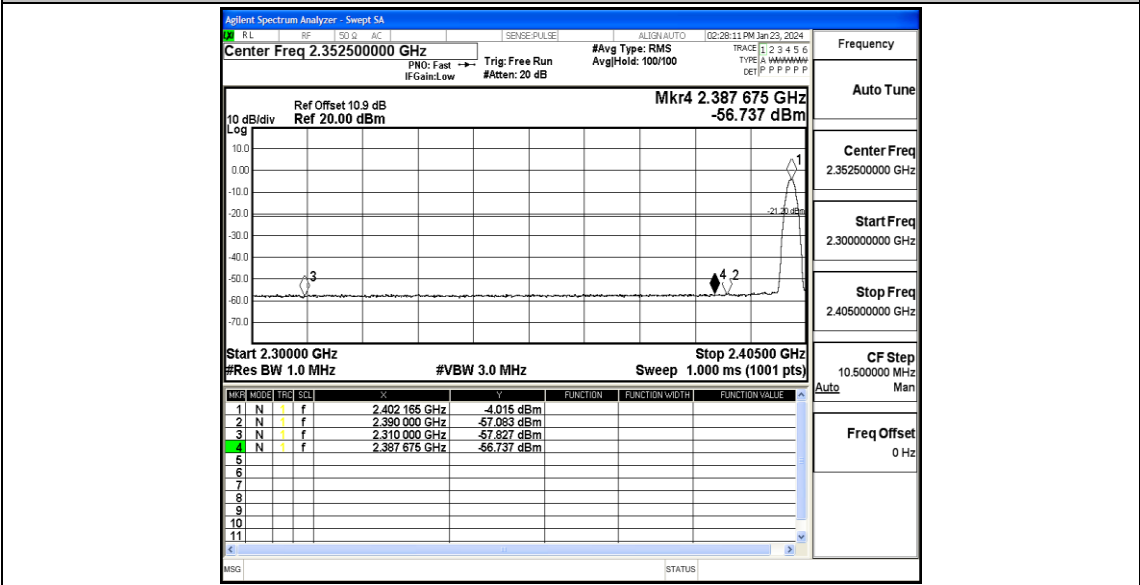 Agilent Spectrum Analyzer - Swept SA
RL RF 50 Ω AC SENSE:PULSE ALIGN AUTO 02:28:11 PM Jan 23, 2024
Center Freq 2.352500000 GHz
PNO: Fast
IFGain:Low
Trig: Free Run
#Atten: 20 dB
#Avg Type: RMS
Avg|Hold: 100/100
TRACE 1 2 3 4 5 6
TYPE A WWWWW
DET P P P P P P
Mkr4 2.387 675 GHz
-56.737 dBm
Ref Offset 10.9 dB
10 dB/div Ref 20.00 dBm
Log
10.0
0.00
-10.0
-20.0
-30.0
-40.0
-50.0
-60.0
-70.0
1
-21.20 dBm
3
4
2
Start 2.30000 GHz Stop 2.40500 GHz
#Res BW 1.0 MHz #VBW 3.0 MHz Sweep 1.000 ms (1001 pts)
MKR MODE TRC SCL X Y FUNCTION FUNCTION WIDTH FUNCTION VALUE
1 N f 2.402 165 GHz -4.015 dBm
2 N f 2.390 000 GHz -57.083 dBm
3 N f 2.310 000 GHz -57.827 dBm
4 N f 2.387 675 GHz -56.737 dBm
5
6
7
8
9
10
11
MSG STATUS
Frequency
Auto Tune
Center Freq
2.352500000 GHz
Start Freq
2.300000000 GHz
Stop Freq
2.405000000 GHz
CF Step
10.500000 MHz
Auto Man
Freq Offset
0 Hz